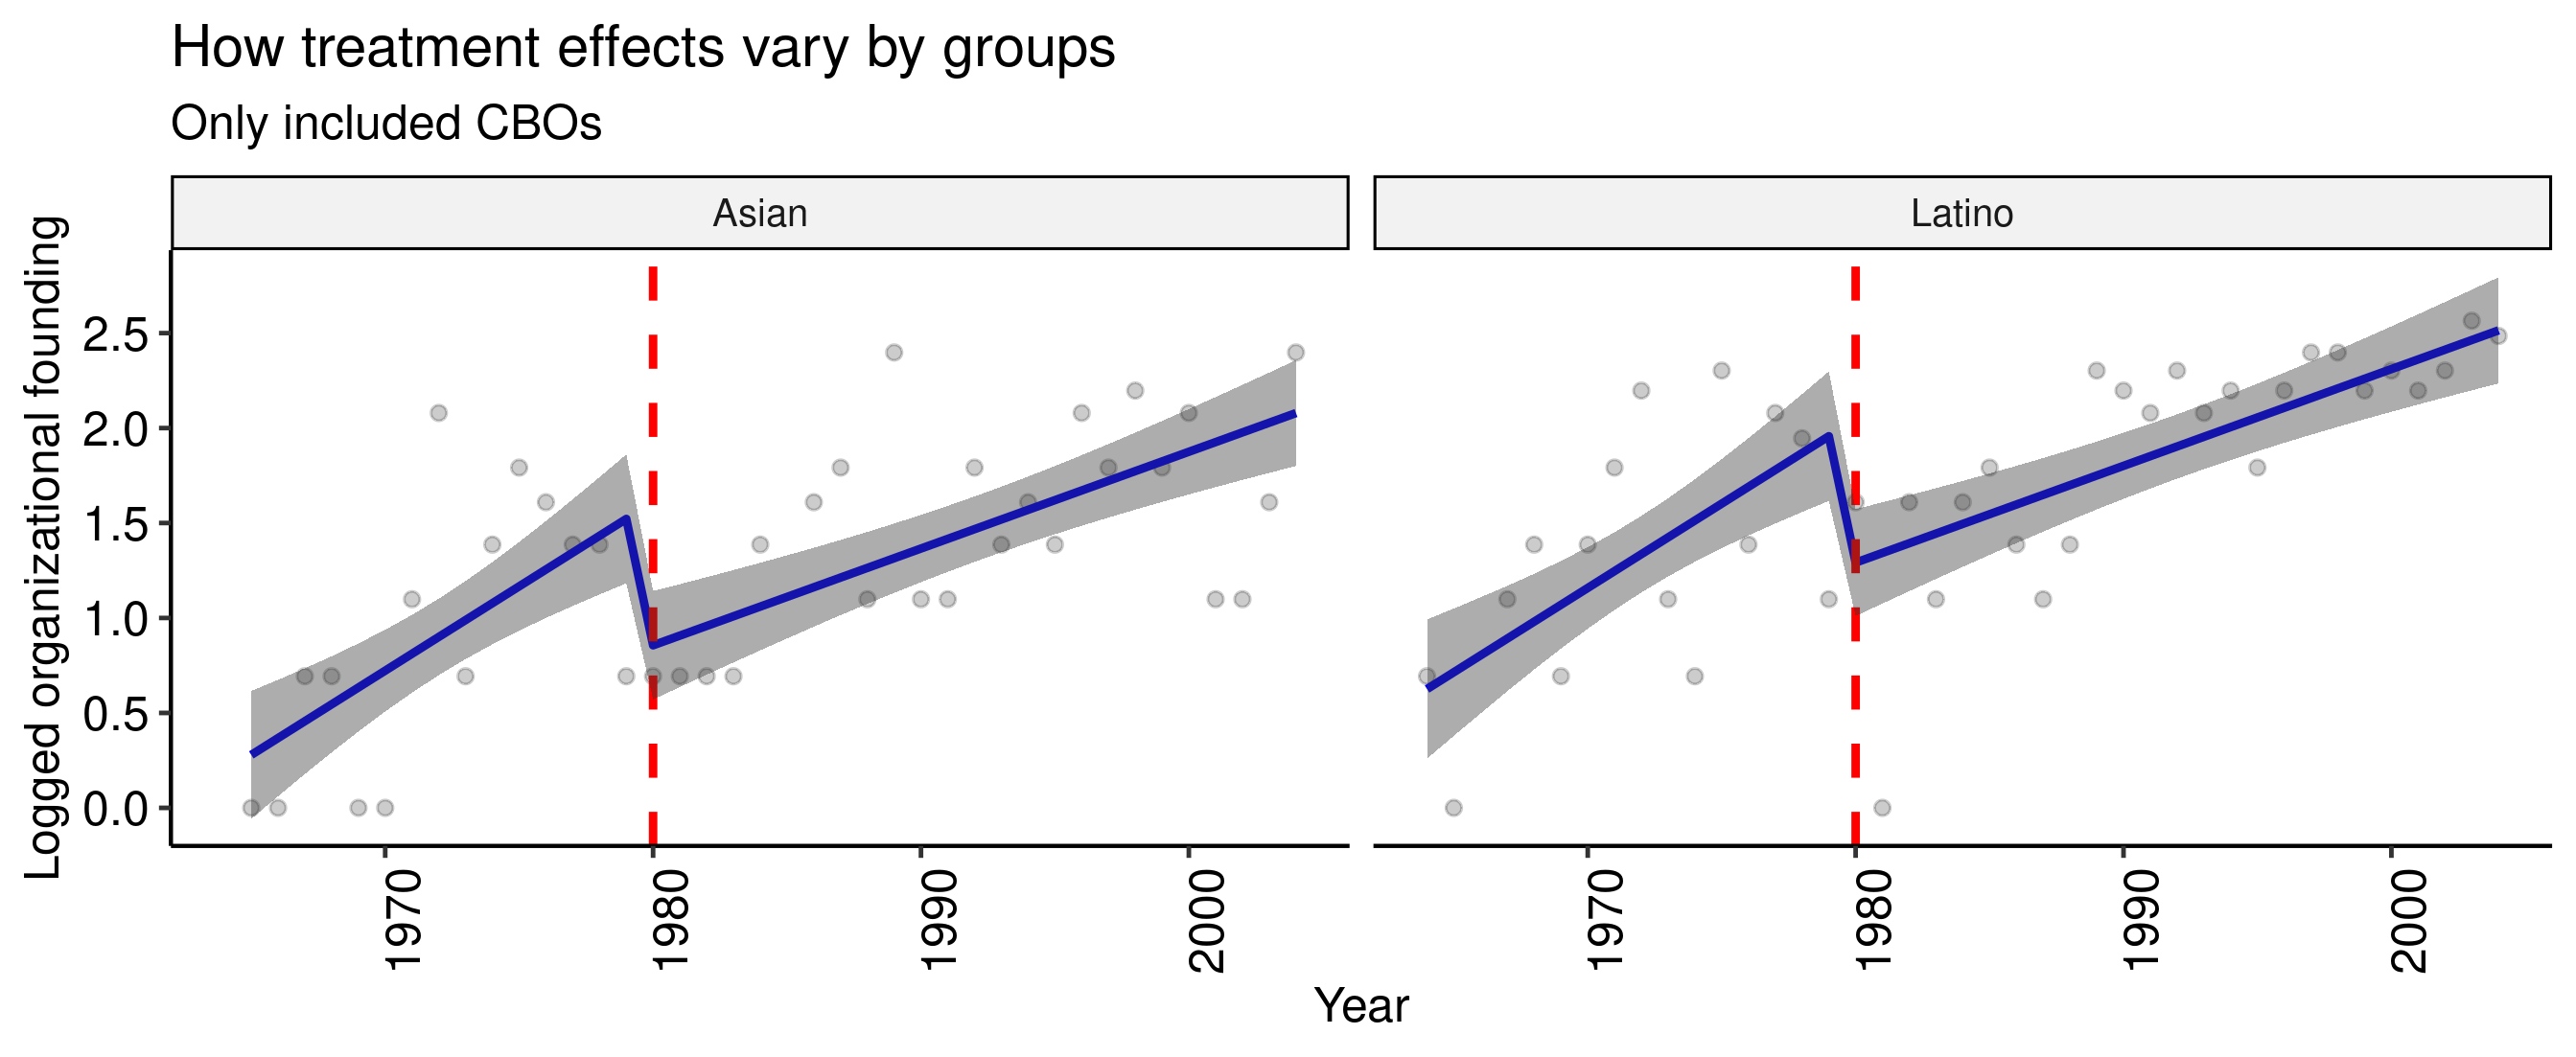 How treatment effects vary by groups
Only included CBOs
Asian
Latino
Logged organizational founding
2.5
2.0
1.5
1.0
0.5
0.0
1970
1980
1990
2000
1970
1980
1990
2000
Year